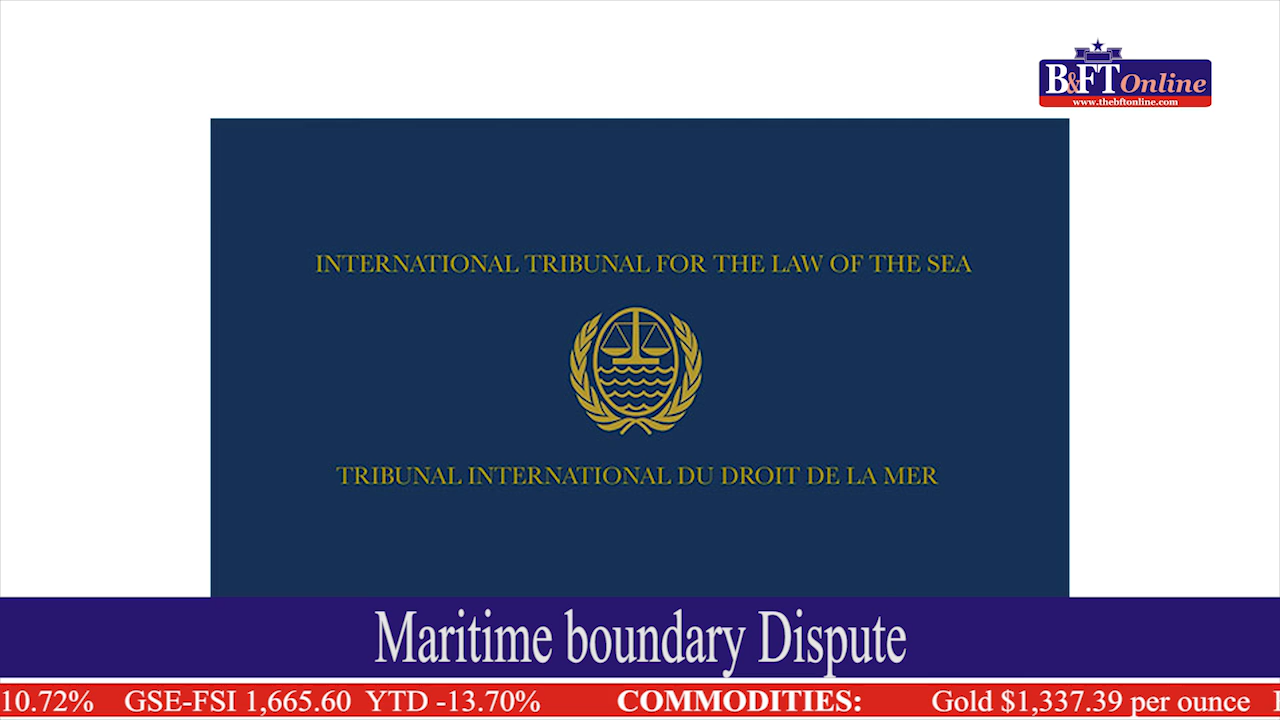 B&FT Online
www.thebftonline.com
INTERNATIONAL TRIBUNAL FOR THE LAW OF THE SEA
TRIBUNAL INTERNATIONAL DU DROIT DE LA MER
Maritime boundary Dispute
10.72% GSE-FSI 1,665.60 YTD -13.70% COMMODITIES: Gold $1,337.39 per ounce